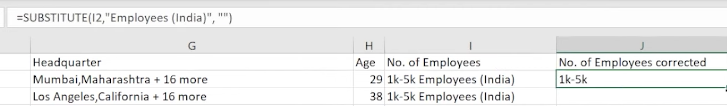 =SUBSTITUTE(I2,"Employees (India)", "")
G H I J
Headquarter Age No. of Employees No. of Employees corrected
Mumbai,Maharashtra + 16 more 29 1k-5k Employees (India) 1k-5k
Los Angeles,California + 16 more 38 1k-5k Employees (India)